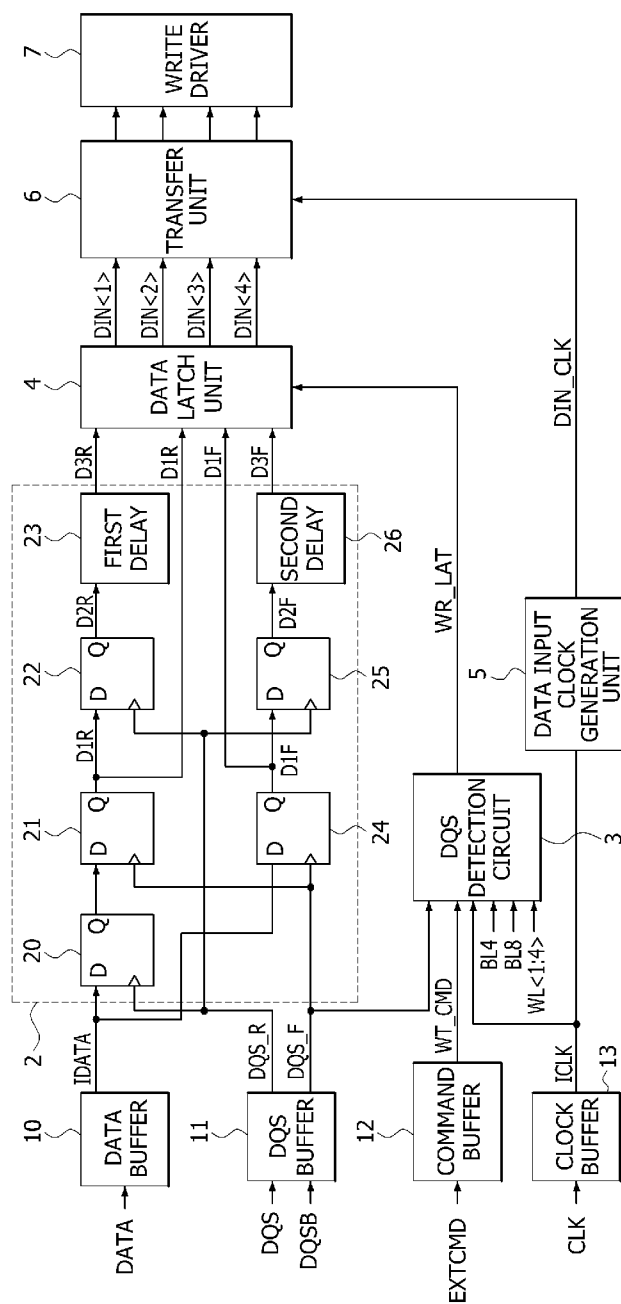 DATA
10
DATA
BUFFER
IDATA
2
20
D
Q
21
D
Q
D1R
22
D
Q
D2R
23
FIRST
DELAY
D3R
D1R
D1F
D3F
24
D
Q
D1F
25
D
Q
D2F
26
SECOND
DELAY
4
DATA
LATCH
UNIT
DIN<1>
DIN<2>
DIN<3>
DIN<4>
6
TRANSFER
UNIT
7
WRITE
DRIVER
DQS
DQSB
11
DQS
BUFFER
DQS_R
DQS_F
EXTCMD
12
COMMAND
BUFFER
WT_CMD
BL4
BL8
WL<1:4>
DQS
DETECTION
CIRCUIT
3
WR_LAT
CLK
CLOCK
BUFFER
13
ICLK
5
DATA INPUT
CLOCK
GENERATION
UNIT
DIN_CLK